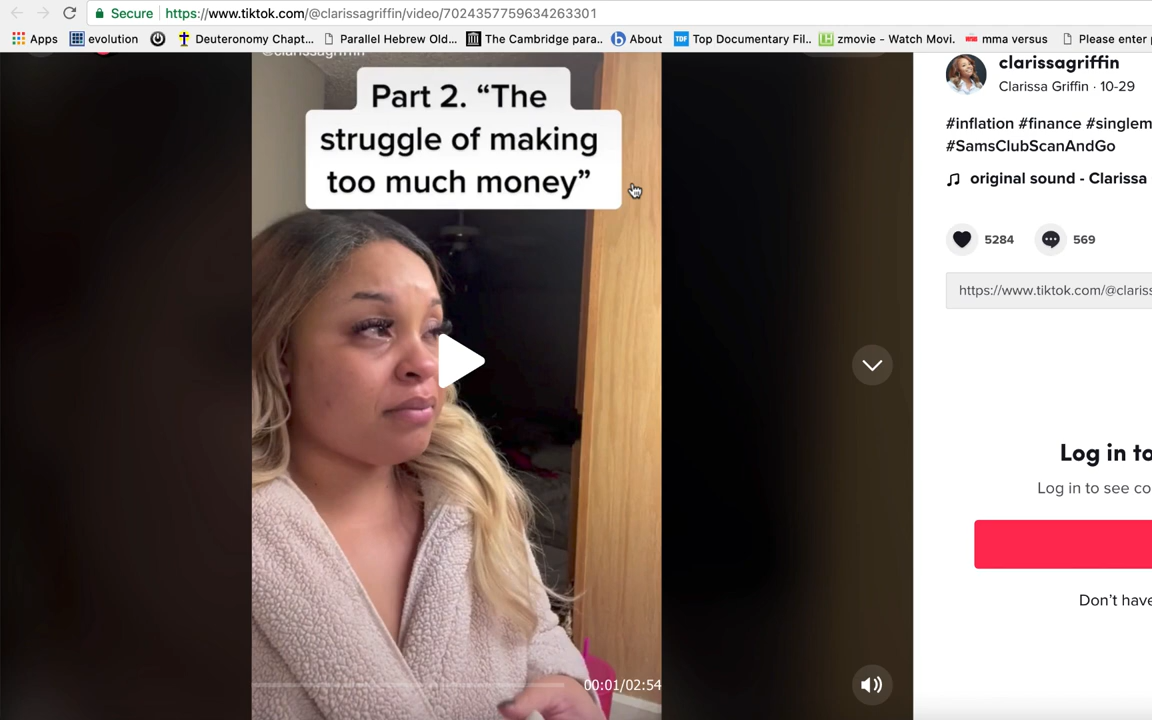 Secure
https://www.tiktok.com/@clarissagriffin/video/7024357759634263301
Apps
evolution
Deuteronomy Chapt...
Parallel Hebrew Old...
The Cambridge para..
b About
TDF Top Documentary Fil..
zmovie - Watch Movi.
mma versus
Please enter
@clarissagriffin
Part 2. “The
struggle of making
too much money”
00:01/02:54
clarissagriffin
Clarissa Griffin · 10-29
#inflation #finance #singlem
#SamsClubScanAndGo
original sound - Clarissa
5284
569
https://www.tiktok.com/@clariss
Log in to
Log in to see co
Don’t have